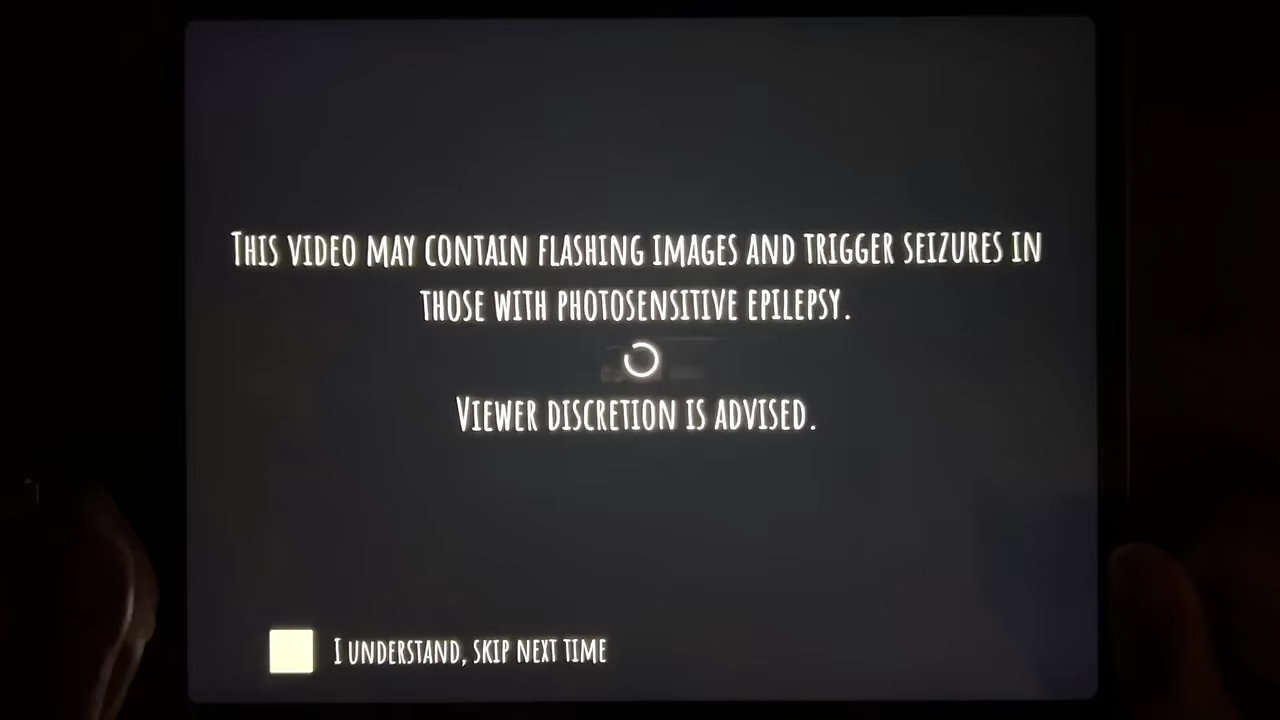 This video may contain flashing images and trigger seizures in
those with photosensitive epilepsy.
Viewer discretion is advised.
I understand, skip next time